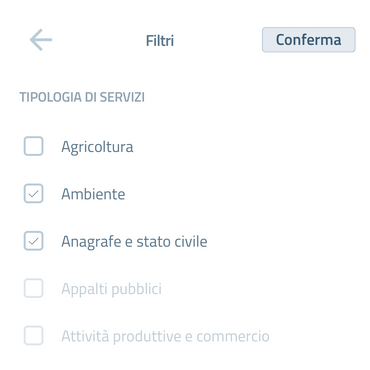 Filtri
Conferma
TIPOLOGIA DI SERVIZI
Agricoltura
Ambiente
Anagrafe e stato civile
Appalti pubblici
Attività produttive e commercio